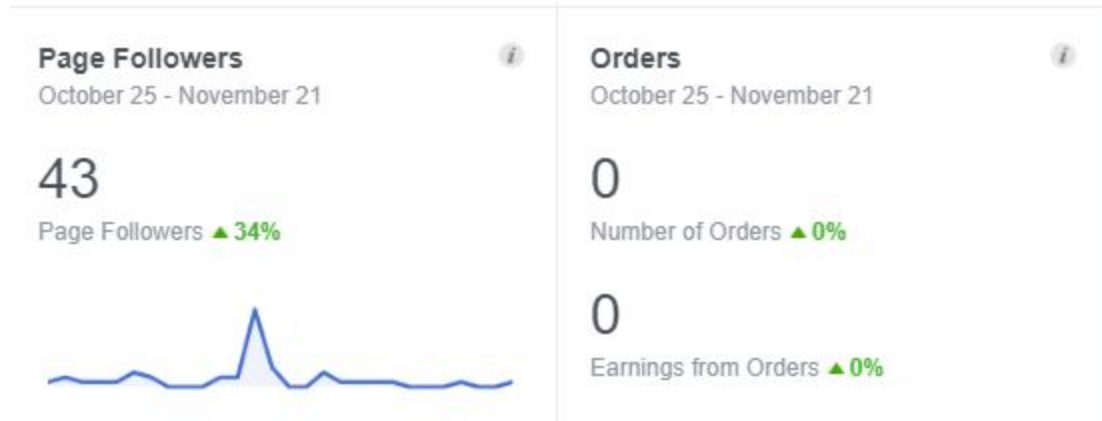 Page Followers
October 25 - November 21
43
Page Followers ▲ 34%
Orders
October 25 - November 21
0
Number of Orders ▲ 0%
0
Earnings from Orders ▲ 0%